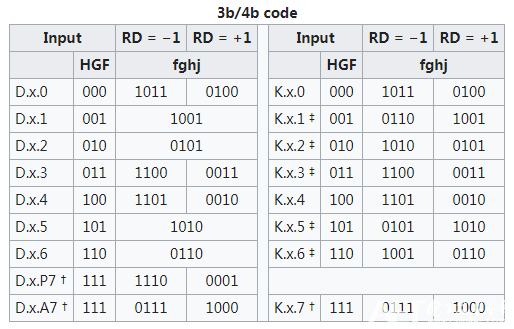 3b/4b code
Input RD = −1 RD = +1 Input RD = −1 RD = +1
HGF fghj HGF fghj
D.x.0 000 1011 0100 K.x.0 000 1011 0100
D.x.1 001 1001 K.x.1 ‡ 001 0110 1001
D.x.2 010 0101 K.x.2 ‡ 010 1010 0101
D.x.3 011 1100 0011 K.x.3 ‡ 011 1100 0011
D.x.4 100 1101 0010 K.x.4 100 1101 0010
D.x.5 101 1010 K.x.5 ‡ 101 0101 1010
D.x.6 110 0110 K.x.6 ‡ 110 1001 0110
D.x.P7 † 111 1110 0001
D.x.A7 † 111 0111 1000 K.x.7 † 111 0111 1000